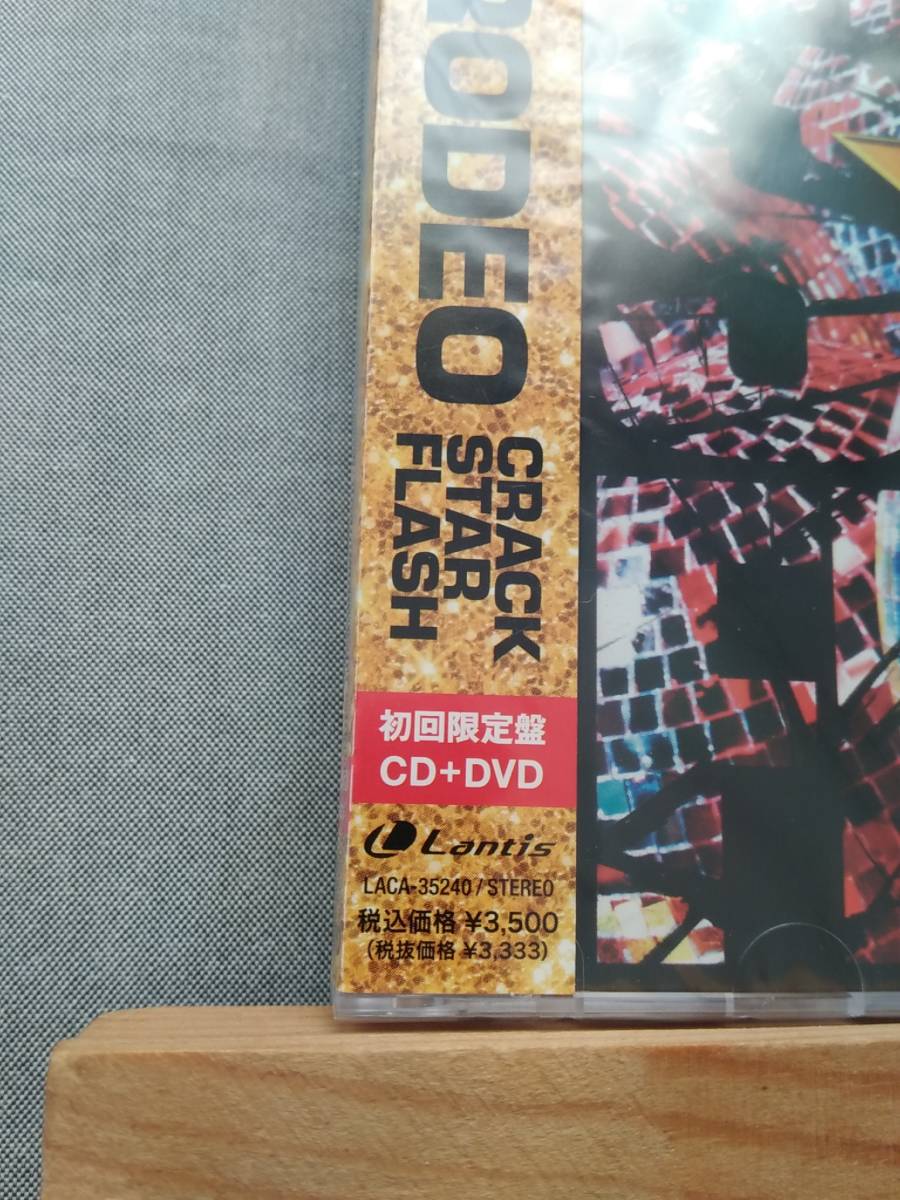 RODEO
CRACK
STAR
FLASH
初回限定盤
CD+DVD
Lantis
LACA-35240 / STEREO
税込価格 ¥3,500
(税抜価格 ¥3,333)